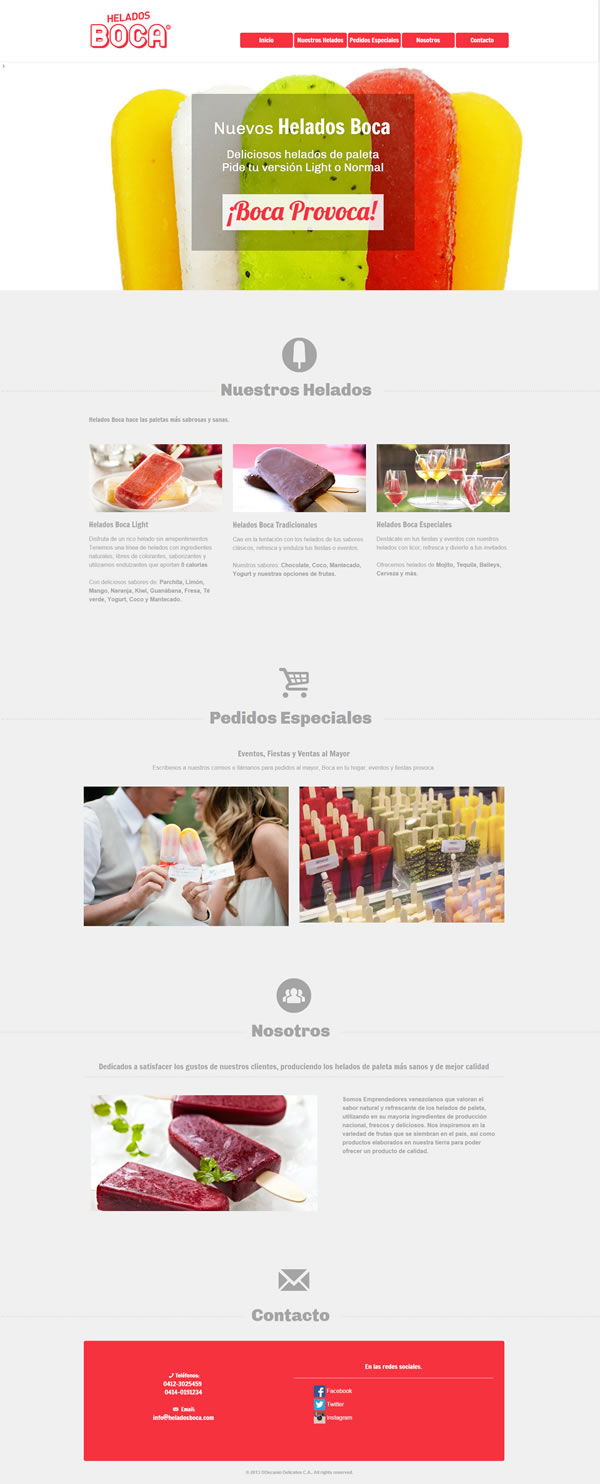 HELADOS
BOCA®
Inicio
Nuestros Helados
Pedidos Especiales
Nosotros
Contacto
Nuevos Helados Boca
Deliciosos helados de paleta
Pide tu versión Light o Normal
¡Boca Provoca!
Nuestros Helados
Helados Boca hace las paletas más sabrosas y sanas.
Helados Boca Light
Disfruta de un rico helado sin arrepentimientos
Tenemos una línea de helados con ingredientes
naturales, libres de colorantes, saborizantes y
utilizamos endulzantes que aportan 0 calorías
Con deliciosos sabores de: Parchita, Limón,
Mango, Naranja, Kiwi, Guanábana, Fresa, Té
verde, Yogurt, Coco y Mantecado.
Helados Boca Tradicionales
Cae en la tentación con los helados de tus sabores
clásicos, refresca y endulza tus fiestas o eventos.
Nuestros sabores: Chocolate, Coco, Mantecado,
Yogurt y nuestras opciones de frutas.
Helados Boca Especiales
Destácate en tus fiestas y eventos con nuestros
helados con licor, refresca y divierte a tus invitados.
Ofrecemos helados de Mojito, Tequila, Baileys,
Cerveza y más.
Pedidos Especiales
Eventos, Fiestas y Ventas al Mayor
Escríbenos a nuestros correos o llámanos para pedidos al mayor, Boca en tu hogar, eventos y fiestas provoca
Nosotros
Dedicados a satisfacer los gustos de nuestros clientes, produciendo los helados de paleta más sanos y de mejor calidad
Somos Emprendedores venezolanos que valoran el
sabor natural y refrescante de los helados de paleta,
utilizando en su mayoría ingredientes de producción
nacional, frescos y deliciosos. Nos inspiramos en la
variedad de frutas que se siembran en el país, así como
productos elaborados en nuestra tierra para poder
ofrecer un producto de calidad.
Contacto
Teléfonos:
0412-3025459
0414-0191234
Email:
info@heladosboca.com
En las redes sociales.
Facebook
Twitter
Instagram
© 2013 Delicates C.A., All rights reserved.